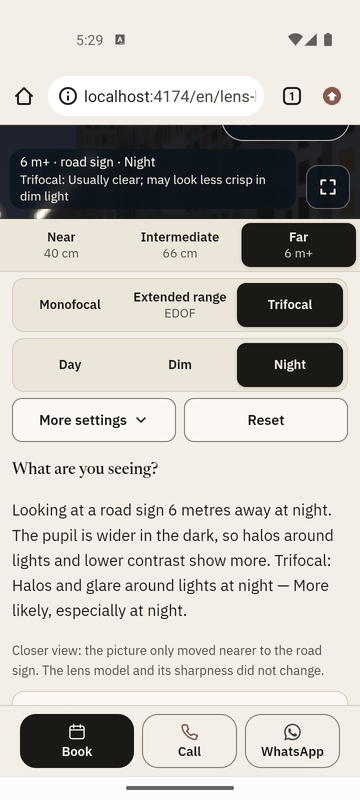 5:29
localhost:4174/en/lens-
1
6 m+ · road sign · Night
Trifocal: Usually clear; may look less crisp in
dim light
Near
40 cm
Intermediate
66 cm
Far
6 m+
Monofocal
Extended range
EDOF
Trifocal
Day
Dim
Night
More settings
Reset
What are you seeing?
Looking at a road sign 6 metres away at night.
The pupil is wider in the dark, so halos around
lights and lower contrast show more. Trifocal:
Halos and glare around lights at night — More
likely, especially at night.
Closer view: the picture only moved nearer to the road
sign. The lens model and its sharpness did not change.
Book
Call
WhatsApp